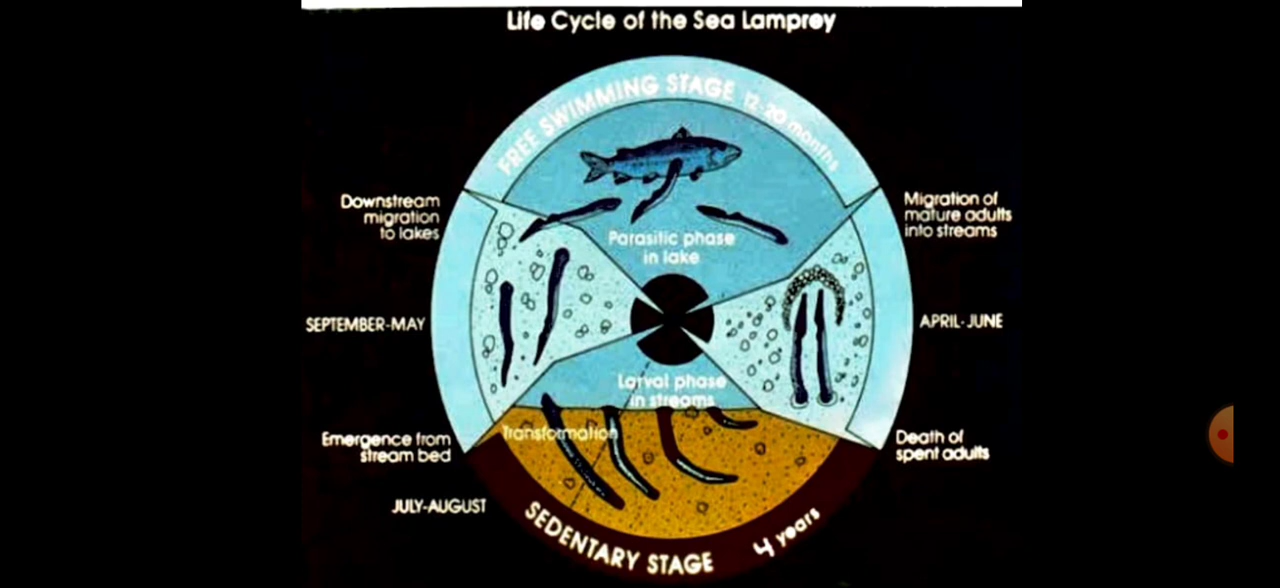 Life Cycle of the Sea Lamprey
FREE SWIMMING STAGE 12-20 months
Downstream
migration
to lakes
Migration of
mature adults
into streams
Parasitic phase
in lake
SEPTEMBER-MAY
APRIL-JUNE
Larval phase
in streams
Transformation
Emergence from
stream bed
Death of
spent adults
JULY-AUGUST
SEDENTARY STAGE 4 years